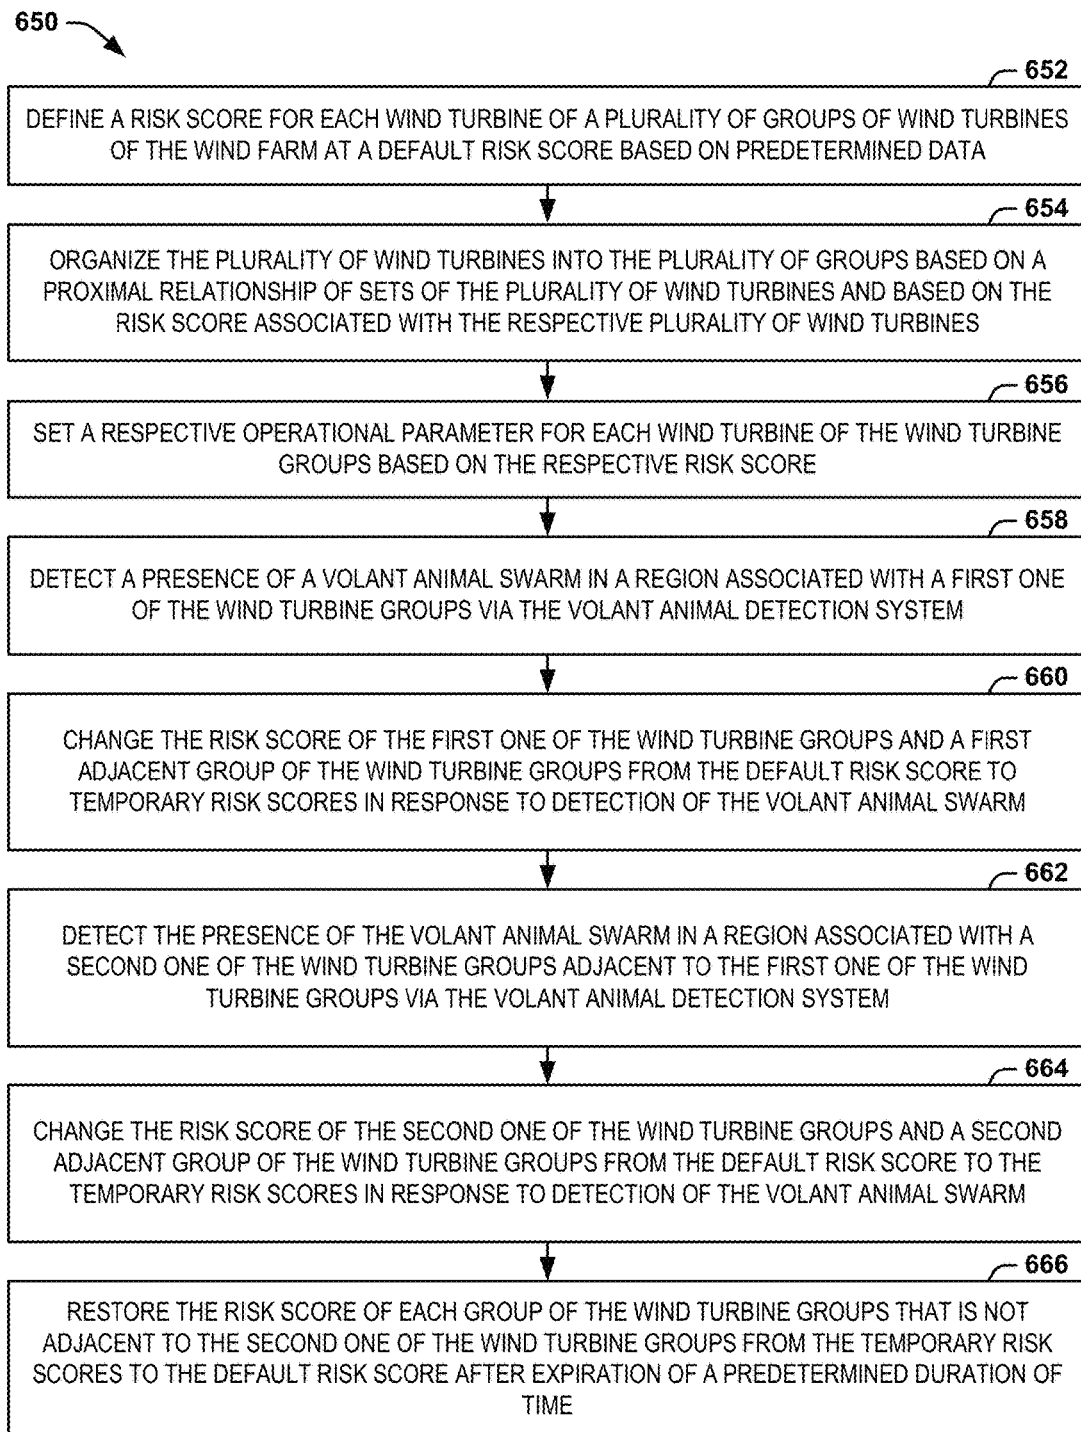 650
652
DEFINE A RISK SCORE FOR EACH WIND TURBINE OF A PLURALITY OF GROUPS OF WIND TURBINES
OF THE WIND FARM AT A DEFAULT RISK SCORE BASED ON PREDETERMINED DATA
654
ORGANIZE THE PLURALITY OF WIND TURBINES INTO THE PLURALITY OF GROUPS BASED ON A
PROXIMAL RELATIONSHIP OF SETS OF THE PLURALITY OF WIND TURBINES AND BASED ON THE
RISK SCORE ASSOCIATED WITH THE RESPECTIVE PLURALITY OF WIND TURBINES
656
SET A RESPECTIVE OPERATIONAL PARAMETER FOR EACH WIND TURBINE OF THE WIND TURBINE
GROUPS BASED ON THE RESPECTIVE RISK SCORE
658
DETECT A PRESENCE OF A VOLANT ANIMAL SWARM IN A REGION ASSOCIATED WITH A FIRST ONE
OF THE WIND TURBINE GROUPS VIA THE VOLANT ANIMAL DETECTION SYSTEM
660
CHANGE THE RISK SCORE OF THE FIRST ONE OF THE WIND TURBINE GROUPS AND A FIRST
ADJACENT GROUP OF THE WIND TURBINE GROUPS FROM THE DEFAULT RISK SCORE TO
TEMPORARY RISK SCORES IN RESPONSE TO DETECTION OF THE VOLANT ANIMAL SWARM
662
DETECT THE PRESENCE OF THE VOLANT ANIMAL SWARM IN A REGION ASSOCIATED WITH A
SECOND ONE OF THE WIND TURBINE GROUPS ADJACENT TO THE FIRST ONE OF THE WIND
TURBINE GROUPS VIA THE VOLANT ANIMAL DETECTION SYSTEM
664
CHANGE THE RISK SCORE OF THE SECOND ONE OF THE WIND TURBINE GROUPS AND A SECOND
ADJACENT GROUP OF THE WIND TURBINE GROUPS FROM THE DEFAULT RISK SCORE TO THE
TEMPORARY RISK SCORES IN RESPONSE TO DETECTION OF THE VOLANT ANIMAL SWARM
666
RESTORE THE RISK SCORE OF EACH GROUP OF THE WIND TURBINE GROUPS THAT IS NOT
ADJACENT TO THE SECOND ONE OF THE WIND TURBINE GROUPS FROM THE TEMPORARY RISK
SCORES TO THE DEFAULT RISK SCORE AFTER EXPIRATION OF A PREDETERMINED DURATION OF
TIME